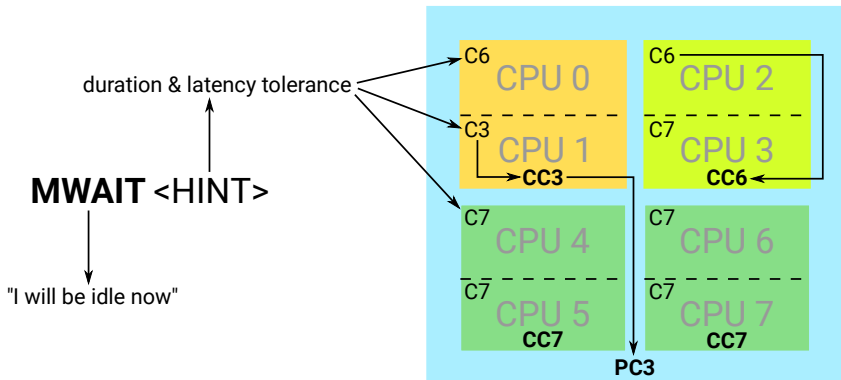 duration & latency tolerance
MWAIT <HINT>
"I will be idle now"
C6
CPU 0
C3
CPU 1
CC3
C6
CPU 2
C7
CPU 3
CC6
C7
CPU 4
C7
CPU 5
CC7
C7
CPU 6
C7
CPU 7
CC7
PC3